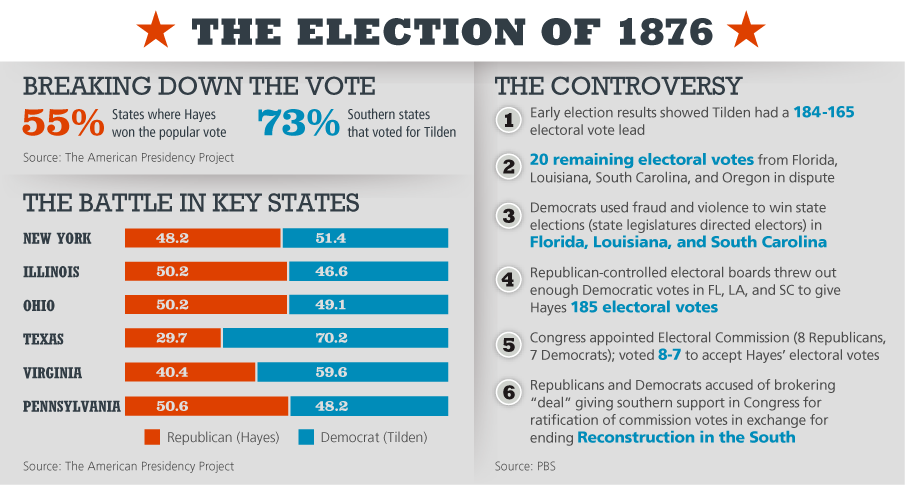 THE ELECTION OF 1876
BREAKING DOWN THE VOTE
55% States where Hayes
won the popular vote
73% Southern states
that voted for Tilden
Source: The American Presidency Project
THE BATTLE IN KEY STATES
NEW YORK 48.2 51.4
ILLINOIS 50.2 46.6
OHIO 50.2 49.1
TEXAS 29.7 70.2
VIRGINIA 40.4 59.6
PENNSYLVANIA 50.6 48.2
Republican (Hayes) Democrat (Tilden)
Source: The American Presidency Project
THE CONTROVERSY
1 Early election results showed Tilden had a 184-165
electoral vote lead
2 20 remaining electoral votes from Florida,
Louisiana, South Carolina, and Oregon in dispute
3 Democrats used fraud and violence to win state
elections (state legislatures directed electors) in
Florida, Louisiana, and South Carolina
4 Republican-controlled electoral boards threw out
enough Democratic votes in FL, LA, and SC to give
Hayes 185 electoral votes
5 Congress appointed Electoral Commission (8 Republicans,
7 Democrats); voted 8-7 to accept Hayes' electoral votes
6 Republicans and Democrats accused of brokering
“deal” giving southern support in Congress for
ratification of commission votes in exchange for
ending Reconstruction in the South
Source: PBS